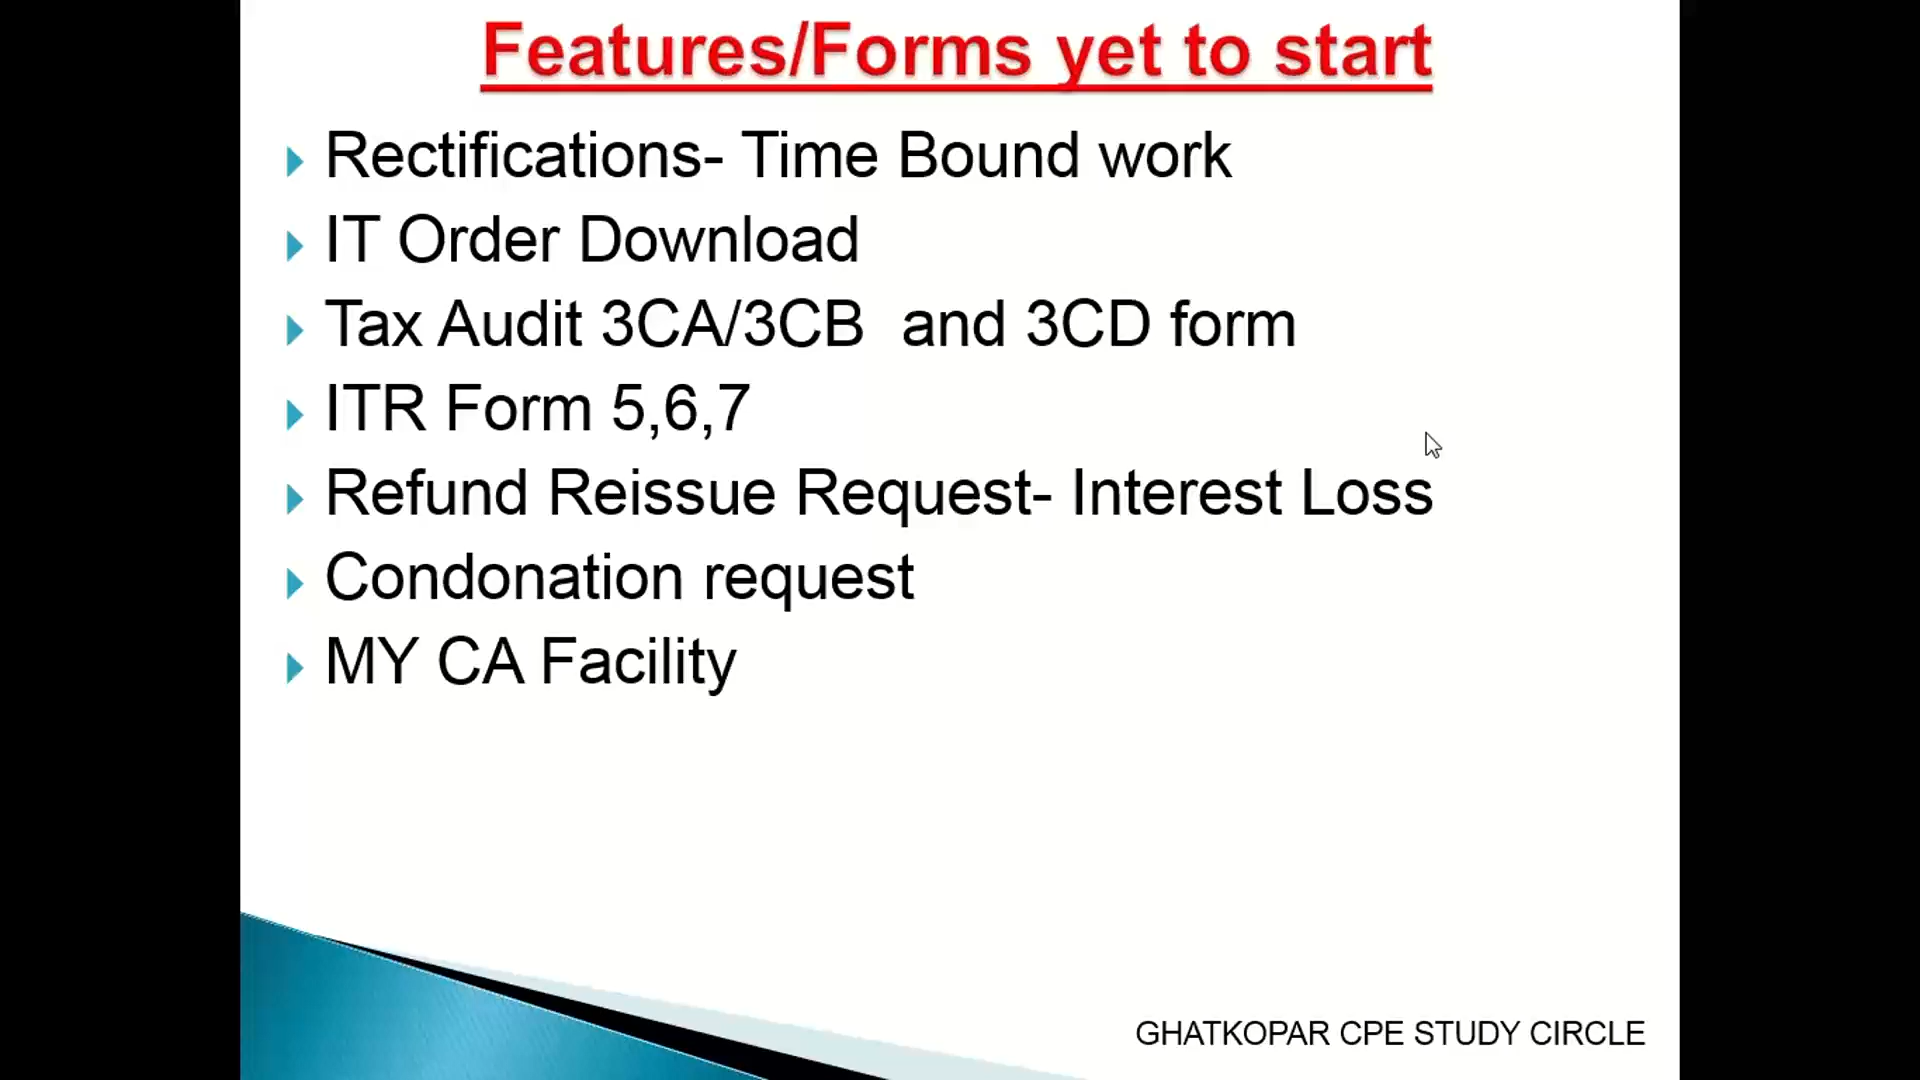 Features/Forms yet to start
Rectifications- Time Bound work
IT Order Download
Tax Audit 3CA/3CB  and 3CD form
ITR Form 5,6,7
Refund Reissue Request- Interest Loss
Condonation request
MY CA Facility
GHATKOPAR CPE STUDY CIRCLE